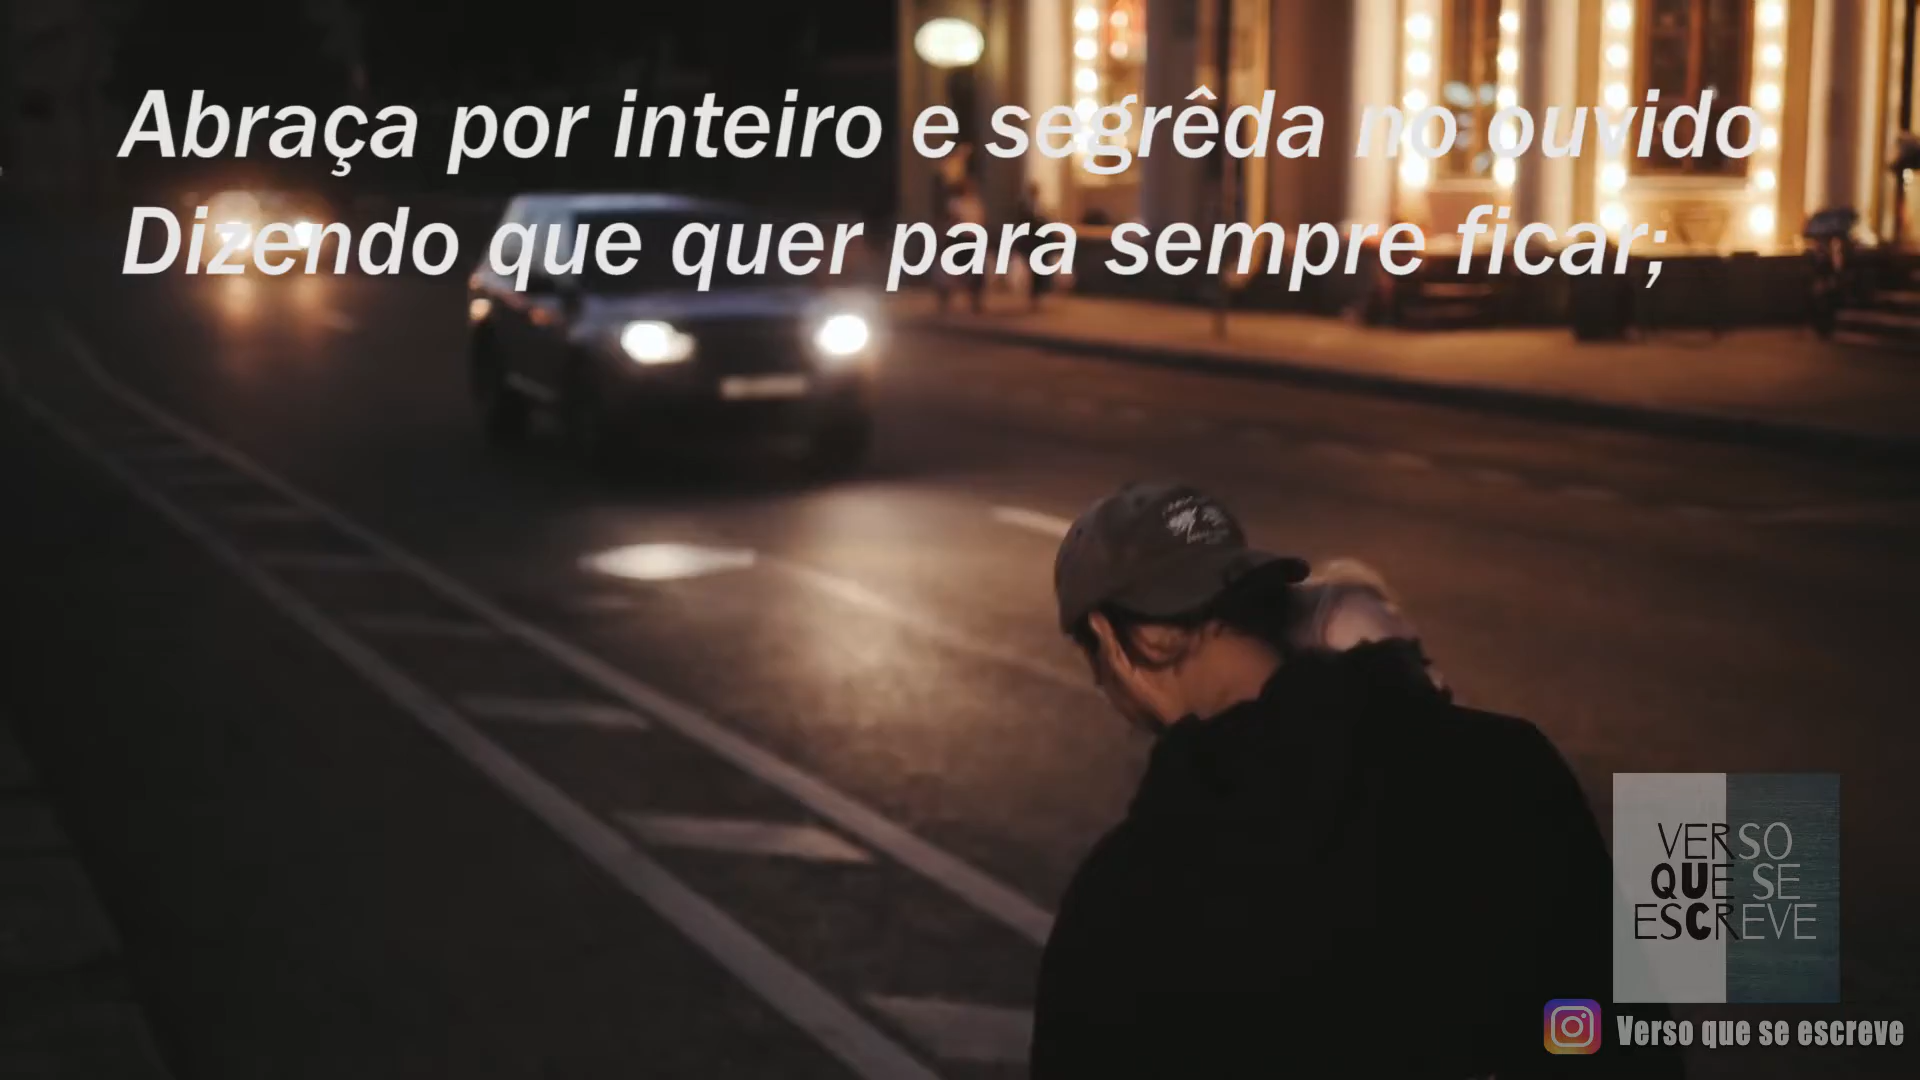 Abraça por inteiro e segrêda no ouvido
Dizendo que quer para sempre ficar;
VERSO
QUE SE
ESCREVE
Verso que se escreve